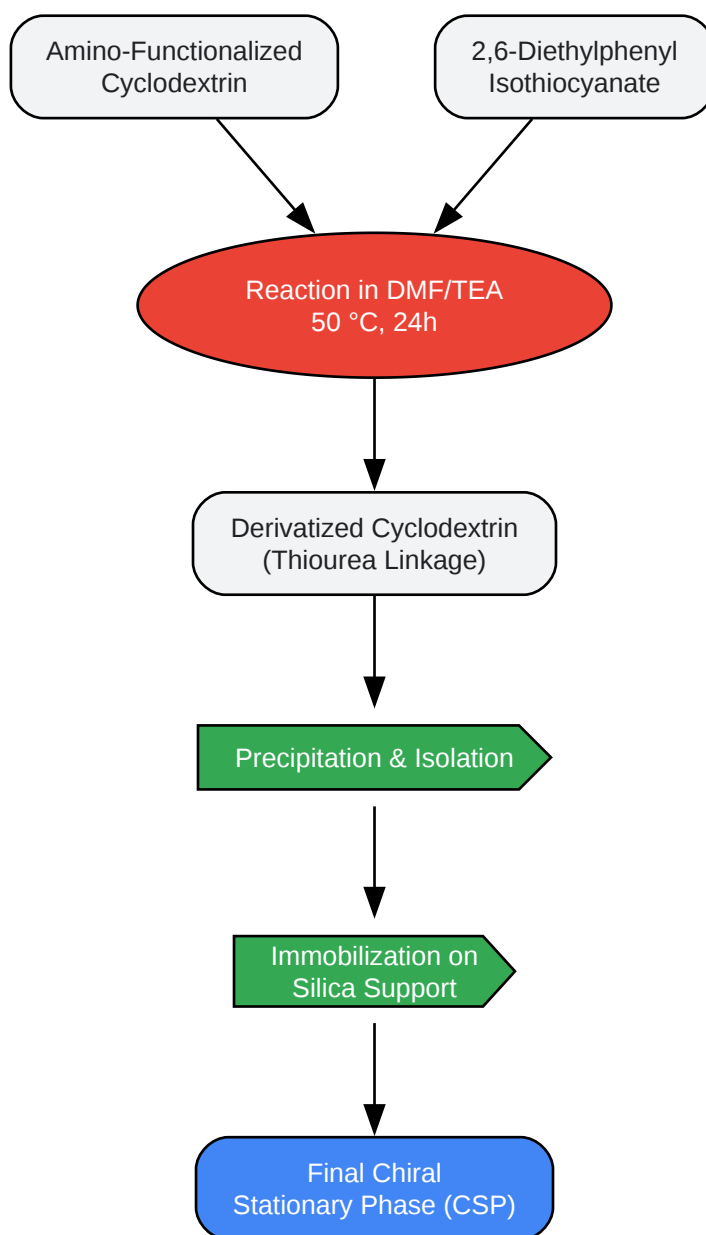 Amino-Functionalized
Cyclodextrin
2,6-Diethylphenyl
Isothiocyanate
Reaction in DMF/TEA
50 °C, 24h
Derivatized Cyclodextrin
(Thiourea Linkage)
Precipitation & Isolation
Immobilization on
Silica Support
Final Chiral
Stationary Phase (CSP)